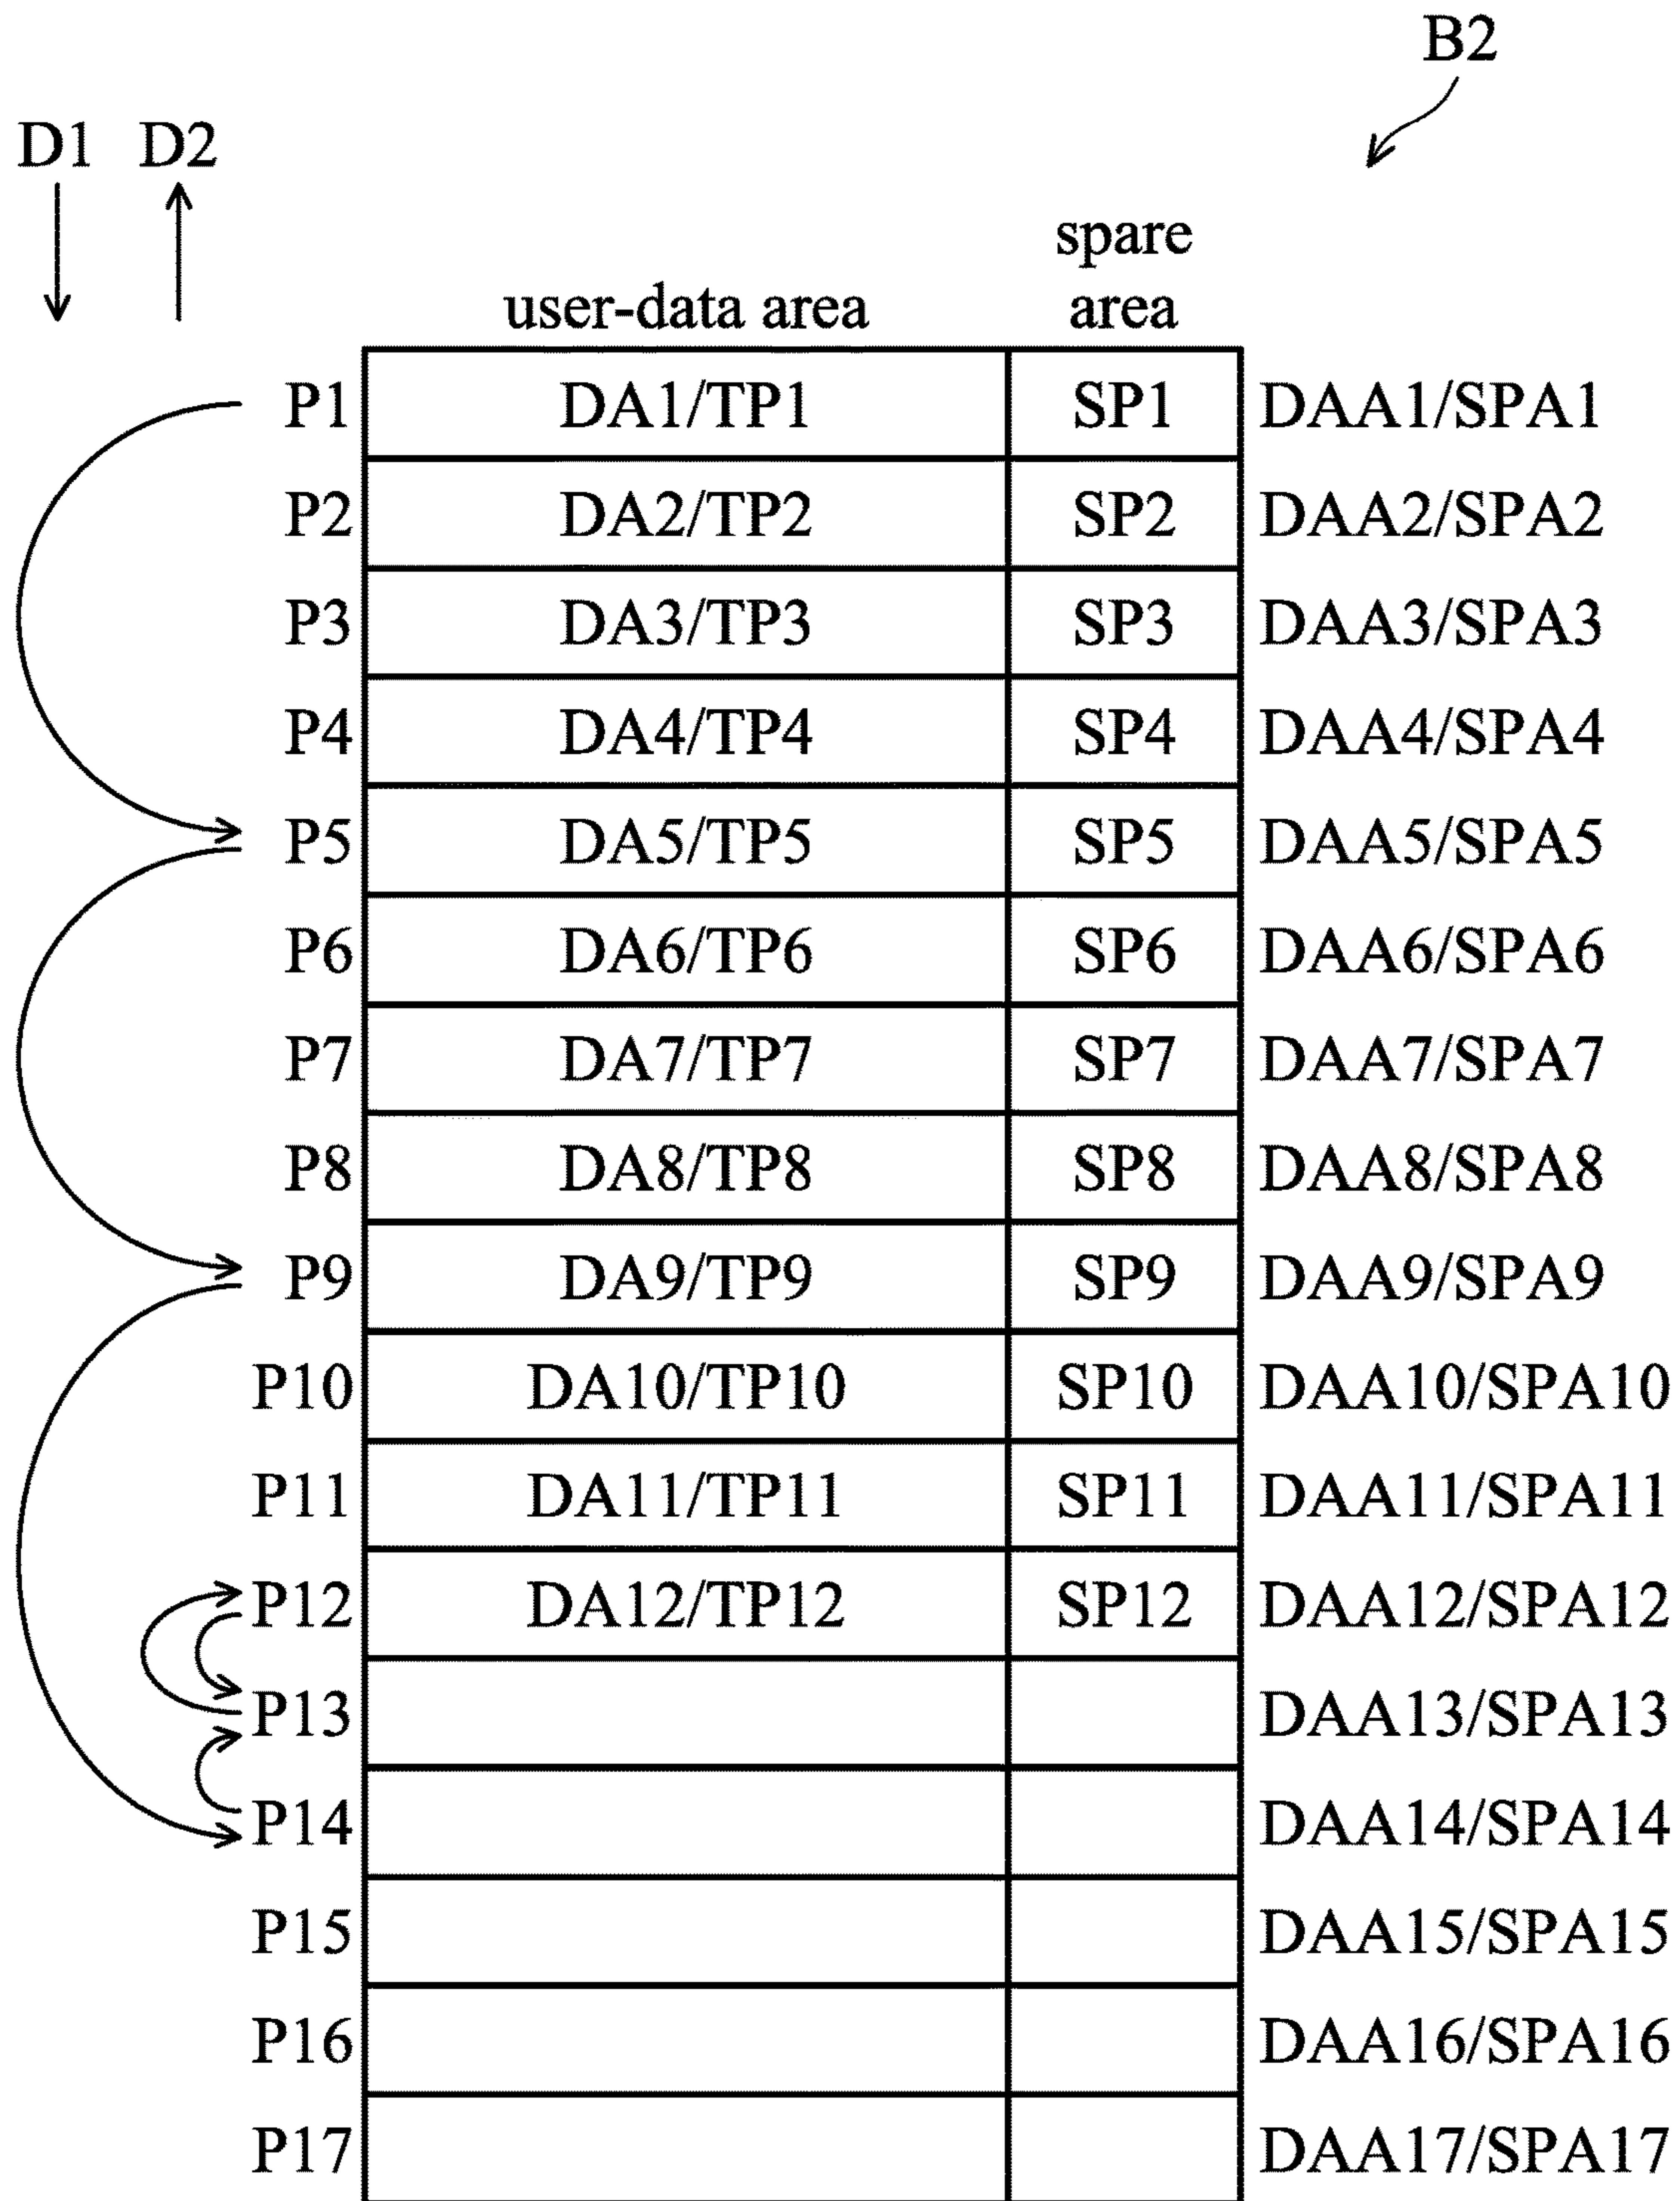 B2
D1 D2
spare
user-data area area
P1 DA1/TP1 SP1 DAA1/SPA1
P2 DA2/TP2 SP2 DAA2/SPA2
P3 DA3/TP3 SP3 DAA3/SPA3
P4 DA4/TP4 SP4 DAA4/SPA4
P5 DA5/TP5 SP5 DAA5/SPA5
P6 DA6/TP6 SP6 DAA6/SPA6
P7 DA7/TP7 SP7 DAA7/SPA7
P8 DA8/TP8 SP8 DAA8/SPA8
P9 DA9/TP9 SP9 DAA9/SPA9
P10 DA10/TP10 SP10 DAA10/SPA10
P11 DA11/TP11 SP11 DAA11/SPA11
P12 DA12/TP12 SP12 DAA12/SPA12
P13 DAA13/SPA13
P14 DAA14/SPA14
P15 DAA15/SPA15
P16 DAA16/SPA16
P17 DAA17/SPA17